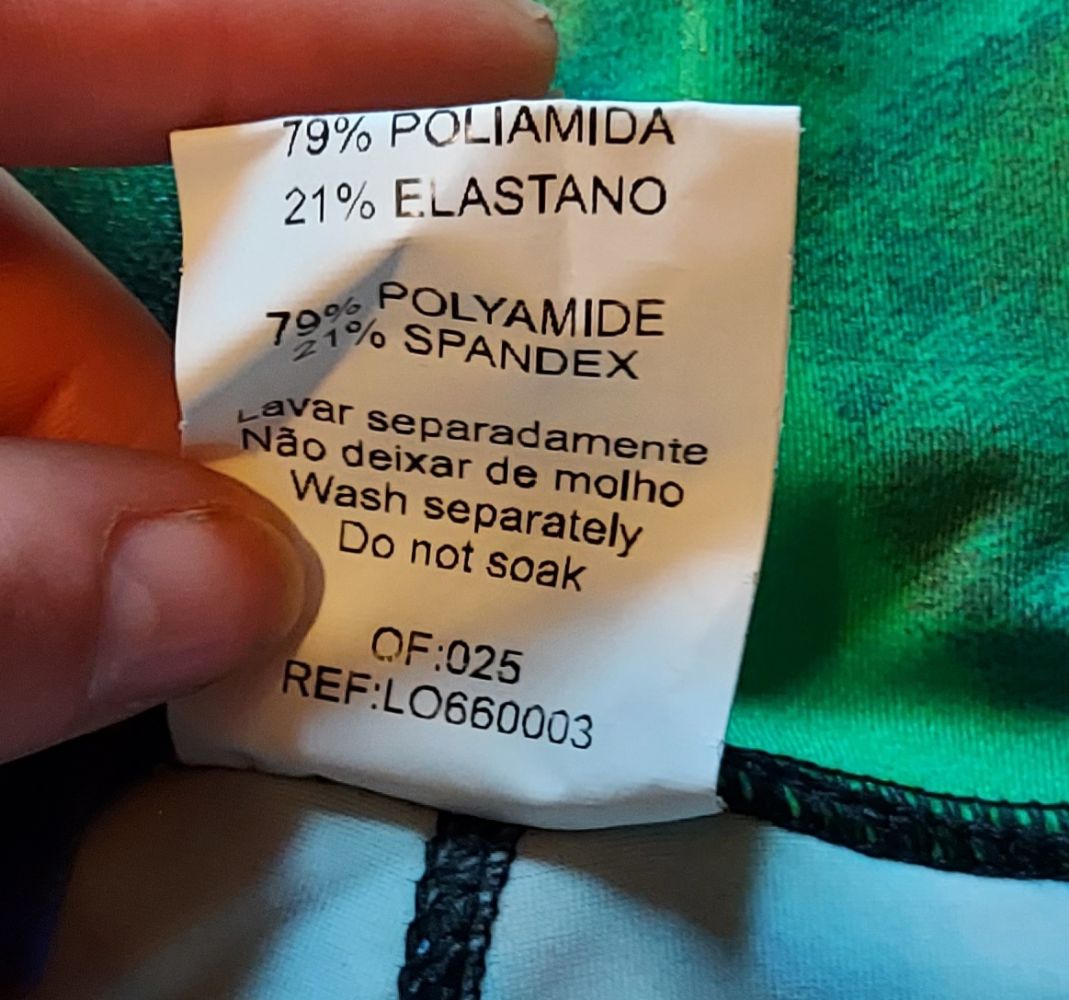 79% POLIAMIDA
21% ELASTANO
79% POLYAMIDE
21% SPANDEX
Lavar separadamente
Não deixar de molho
Wash separately
Do not soak
OF:025
REF:LO660003